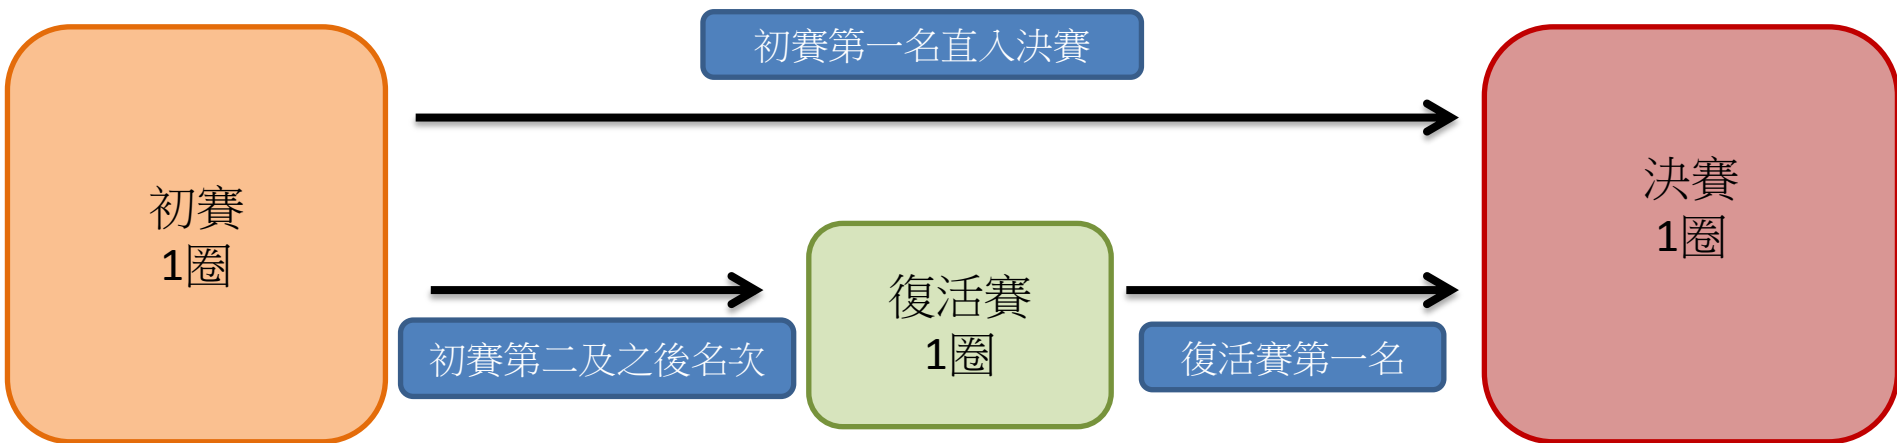 初賽第一名直入決賽
初賽
1圈
決賽
1圈
復活賽
1圈
初賽第二及之後名次
復活賽第一名